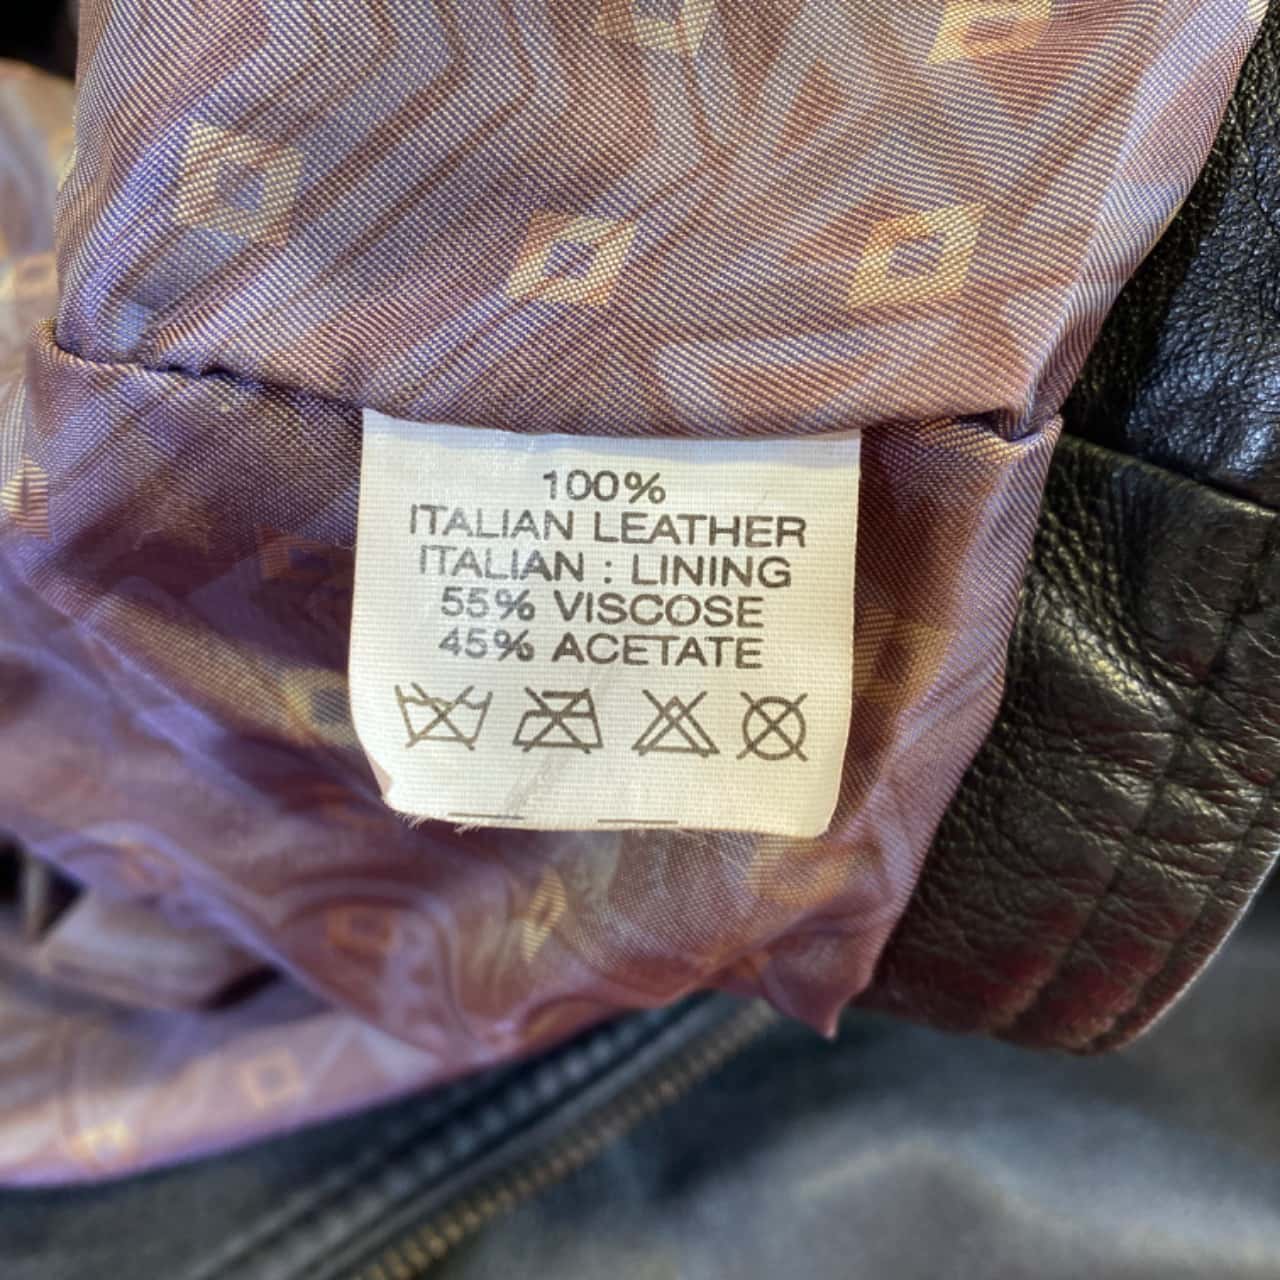 100%
ITALIAN LEATHER
ITALIAN : LINING
55% VISCOSE
45% ACETATE